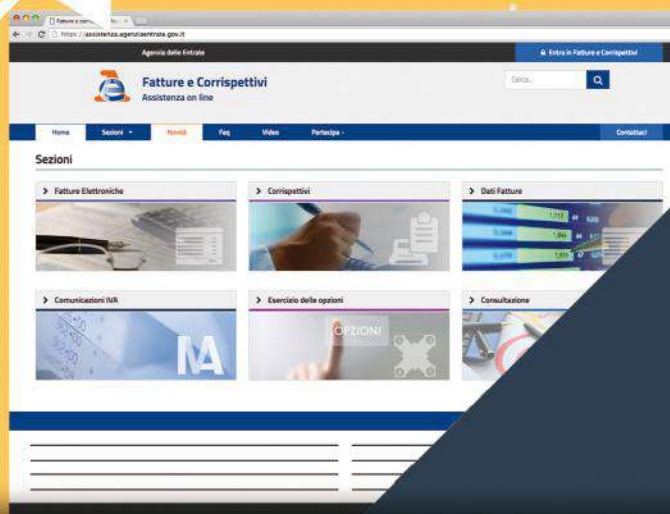 Fatture e corri
https://assistenza.agenziaentrate.gov.it
Agenzia delle Entrate
Entra in Fatture e Corrispettivi
Fatture e Corrispettivi
Assistenza on line
Cerca...
Home Sezioni Novità Faq Video Partecipa Contattaci
Sezioni
Fatture Elettroniche
Corrispettivi
Dati Fatture
Comunicazioni IVA
Esercizio delle opzioni
Consultazione
OPZIONI